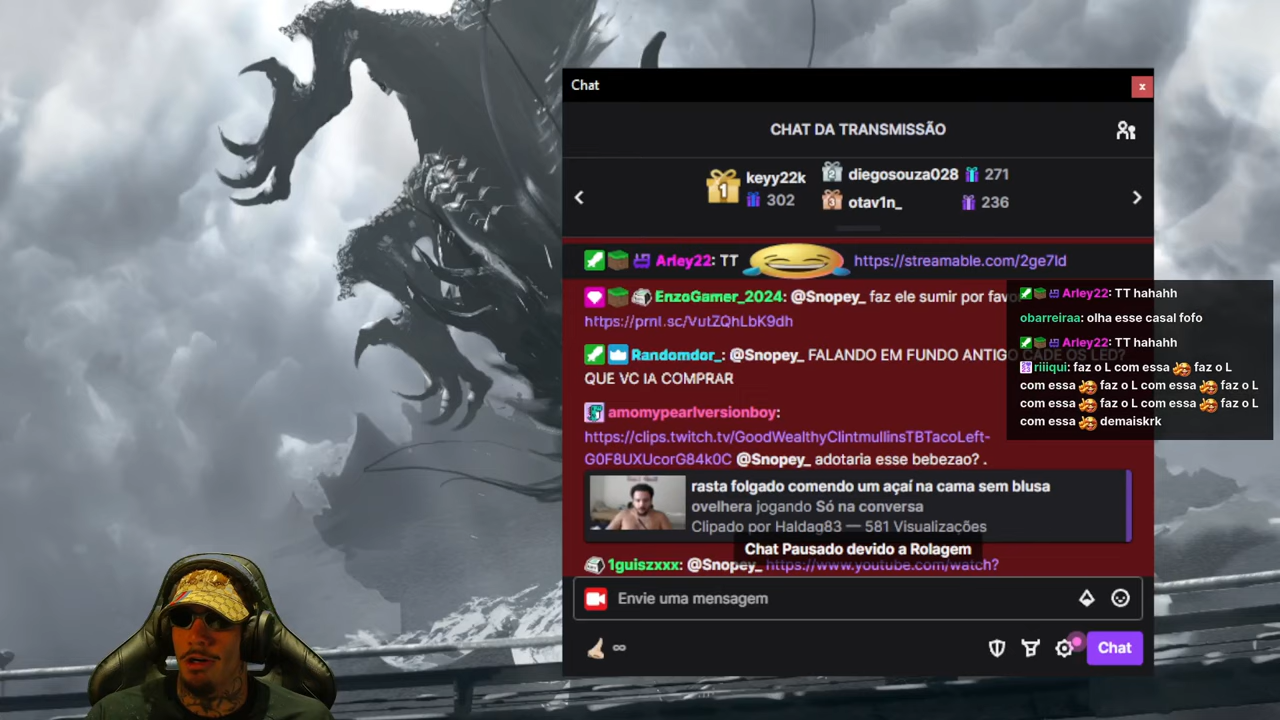 Chat
x
CHAT DA TRANSMISSÃO
1 keyy22k 302
2 diegosouza028 271
3 otav1n_ 236
Arley22: TT https://streamable.com/2ge7ld
EnzoGamer_2024: @Snopey_ faz ele sumir por favo
https://prnt.sc/VutZQhLbK9dh
Randomdor_: @Snopey_ FALANDO EM FUNDO ANTIGO CADE OS LED?
QUE VC IA COMPRAR
amomypearlversionboy:
https://clips.twitch.tv/GoodWealthyClintmullinsTBTacoLeft-
G0F8UXUcorG84k0C @Snopey_ adotaria esse bebezao? .
rasta folgado comendo um açaí na cama sem blusa
ovelhera jogando Só na conversa
Clipado por Haldag83 — 581 Visualizações
Chat Pausado devido a Rolagem
1guiszxxx: @Snopey_ https://www.youtube.com/watch?
Envie uma mensagem
Chat
Arley22: TT hahahh
obarreiraa: olha esse casal fofo
Arley22: TT hahahh
riiiqui: faz o L com essa faz o L
com essa faz o L com essa faz o L
com essa faz o L com essa faz o L
com essa demaiskrk